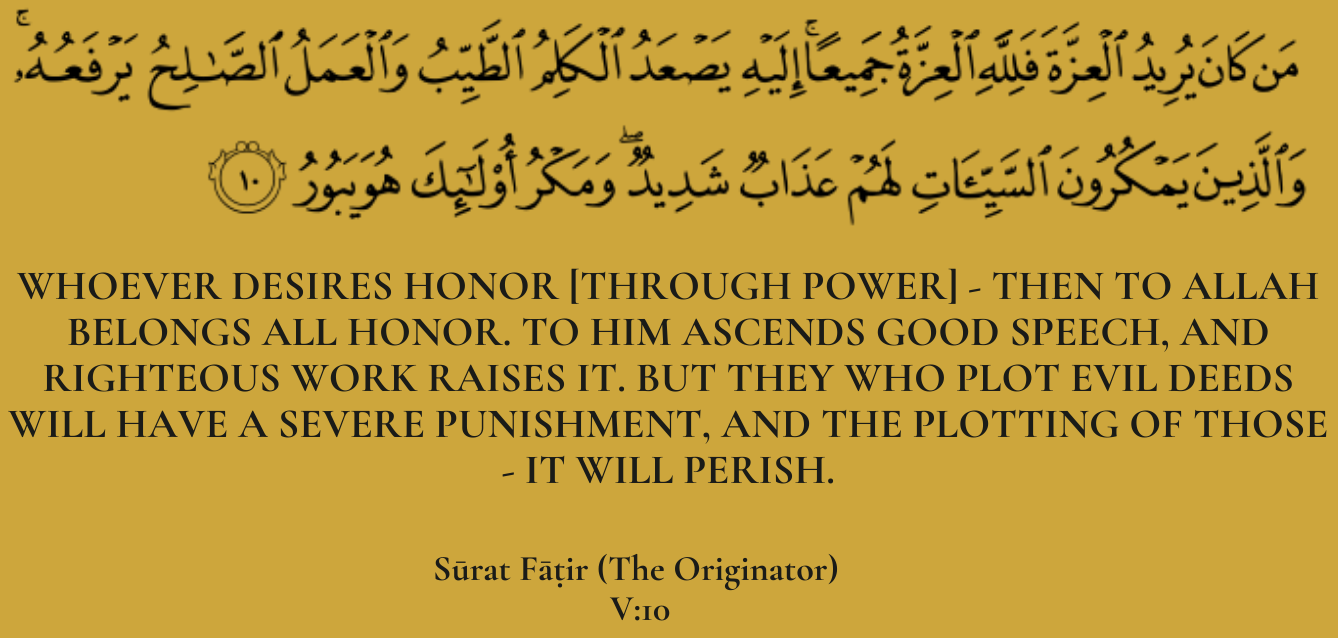 مَن كَانَ يُرِيدُ ٱلْعِزَّةَ فَلِلَّهِ ٱلْعِزَّةُ جَمِيعًاۚ إِلَيْهِ يَصْعَدُ ٱلْكَلِمُ ٱلطَّيِّبُ وَٱلْعَمَلُ ٱلصَّـٰلِحُ يَرْفَعُهُۥۚ
وَٱلَّذِينَ يَمْكُرُونَ ٱلسَّيِّـَٔاتِ لَهُمْ عَذَابٌ شَدِيدٌۖ وَمَكْرُ أُو۟لَـٰٓئِكَ هُوَ يَبُورُ ١٠
WHOEVER DESIRES HONOR [THROUGH POWER] - THEN TO ALLAH
BELONGS ALL HONOR. TO HIM ASCENDS GOOD SPEECH, AND
RIGHTEOUS WORK RAISES IT. BUT THEY WHO PLOT EVIL DEEDS
WILL HAVE A SEVERE PUNISHMENT, AND THE PLOTTING OF THOSE
- IT WILL PERISH.
Sūrat Fāṭir (The Originator)
V:10